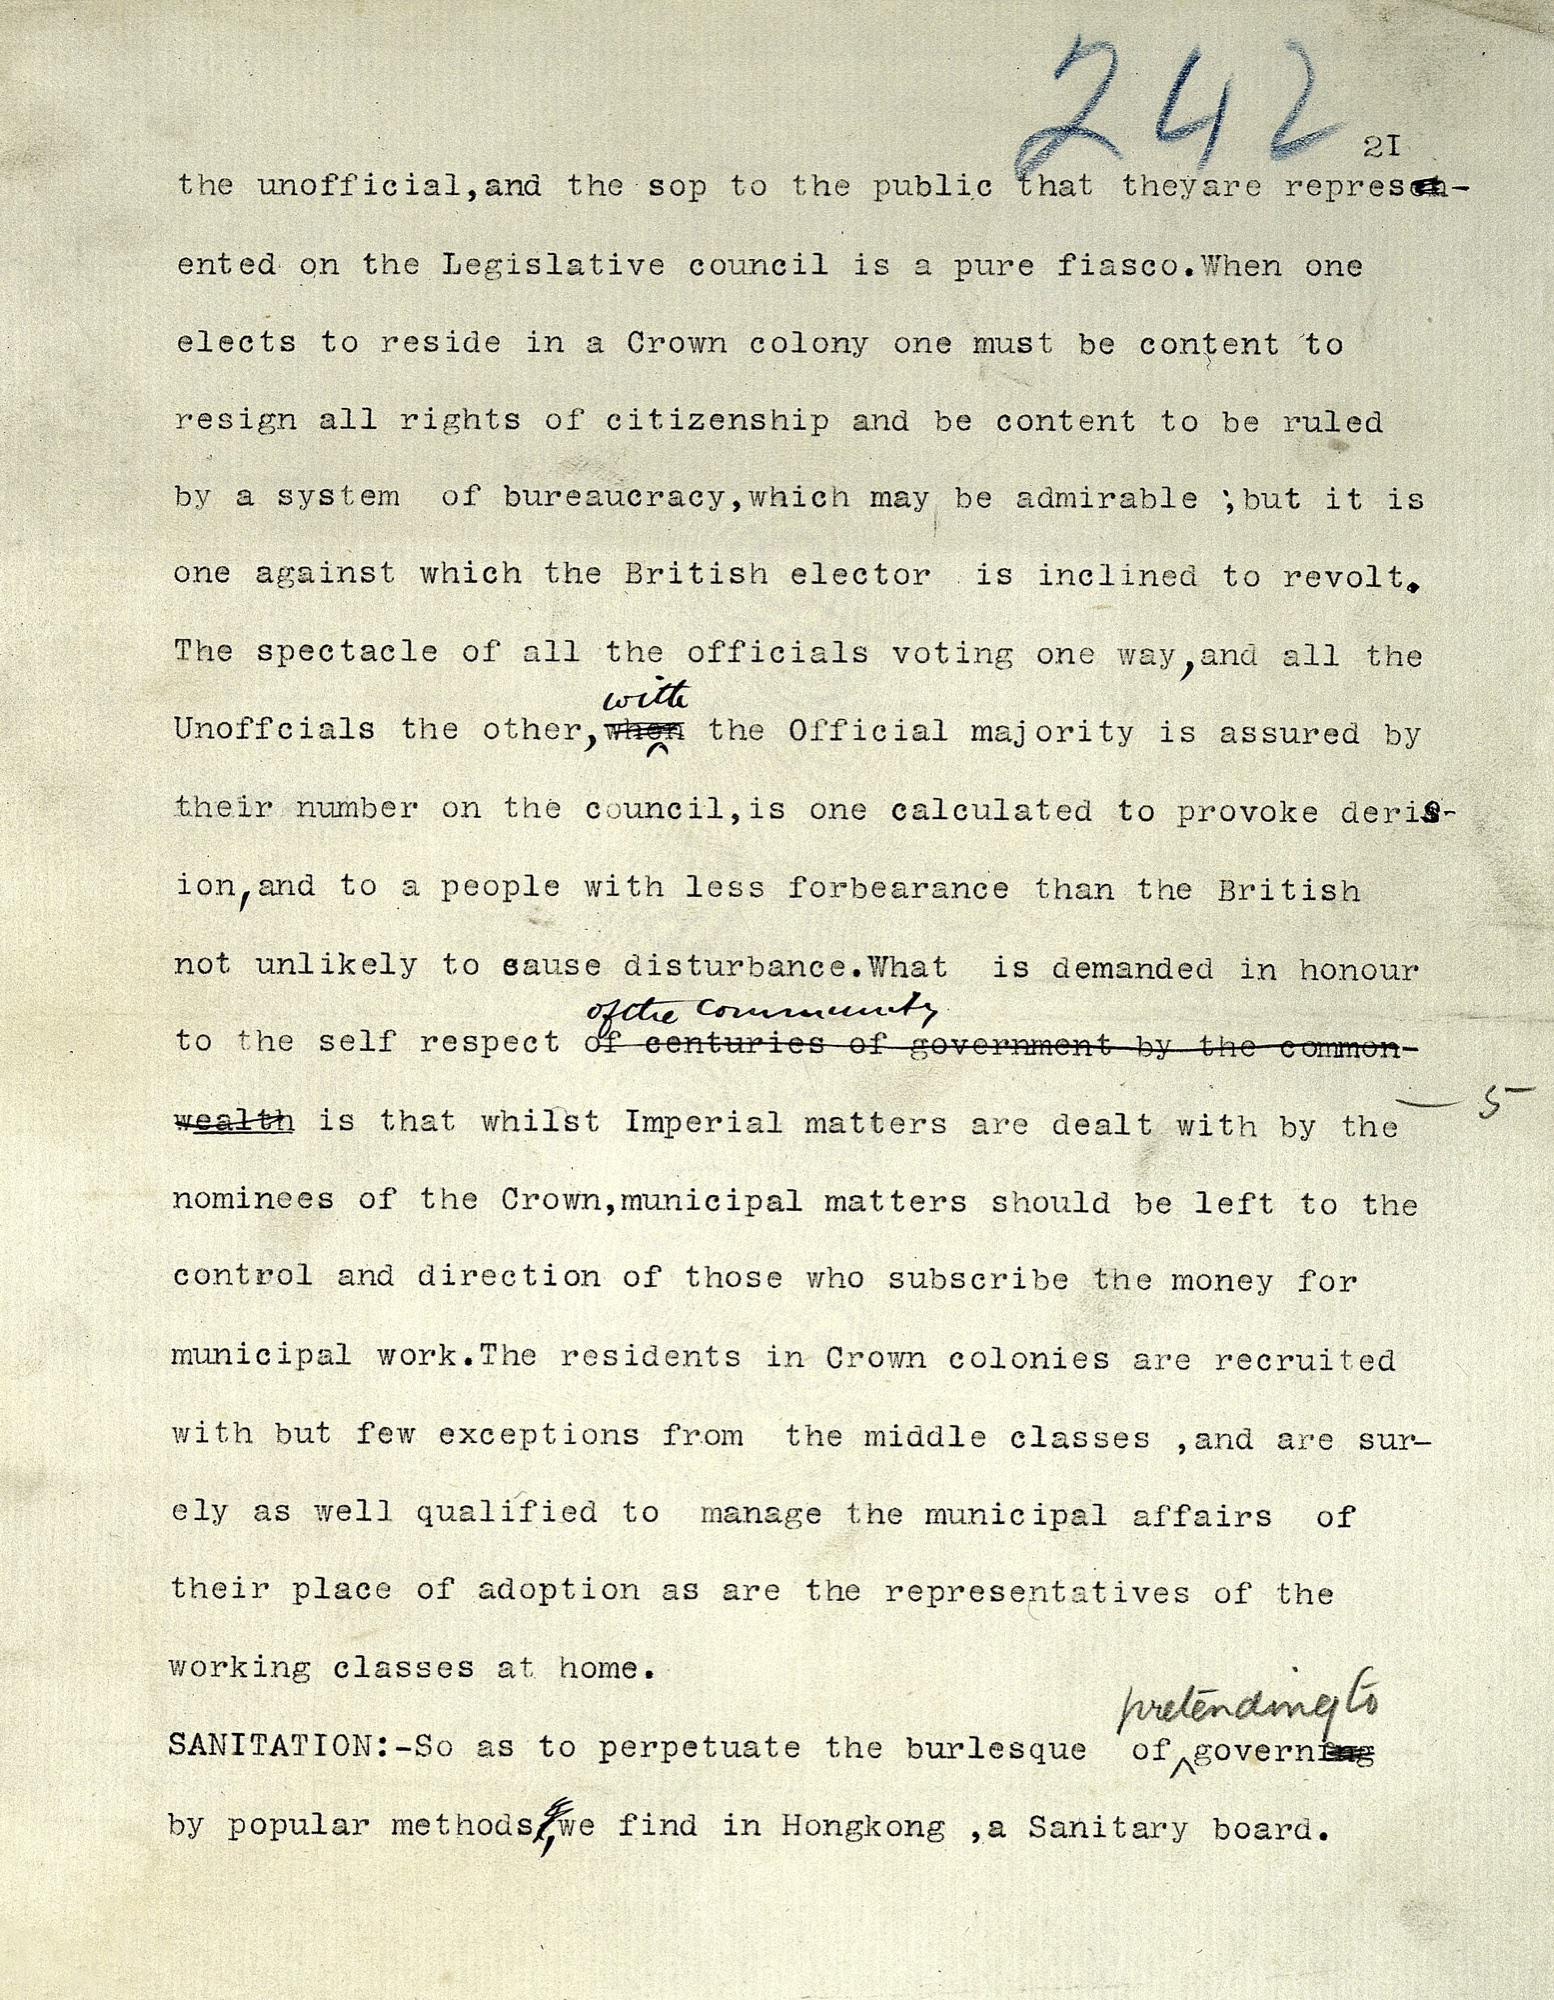 242
2I
the unofficial,and the sop to the public that theyare represen-
ented on the Legislative council is a pure fiasco.When one
elects to reside in a Crown colony one must be content to
resign all rights of citizenship and be content to be ruled
by a system of bureaucracy,which may be admirable ;but it is
one against which the British elector is inclined to revolt.
The spectacle of all the officials voting one way,and all the
with
Unoffcials the other,when the Official majority is assured by
their number on the council,is one calculated to provoke deris-
ion,and to a people with less forbearance than the British
not unlikely to cause disturbance.What is demanded in honour
of the community
to the self respect of centuries of government by the common-
— 5
wealth is that whilst Imperial matters are dealt with by the
nominees of the Crown,municipal matters should be left to the
control and direction of those who subscribe the money for
municipal work.The residents in Crown colonies are recruited
with but few exceptions from the middle classes ,and are sur-
ely as well qualified to manage the municipal affairs of
their place of adoption as are the representatives of the
working classes at home.
pretending to
SANITATION:-So as to perpetuate the burlesque of governing
by popular methods,we find in Hongkong ,a Sanitary board.